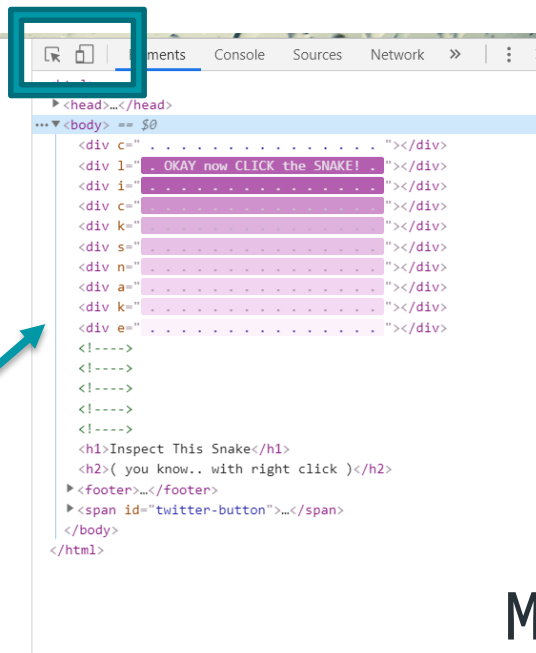 Elements Console Sources Network »
<head>…</head>
<body> == $0
<div c=" . . . . . . . . . . . . . . . "></div>
<div l=" . OKAY now CLICK the SNAKE! . "></div>
<div i=" . . . . . . . . . . . . . . . "></div>
<div c=" . . . . . . . . . . . . . . . "></div>
<div k=" . . . . . . . . . . . . . . . "></div>
<div s=" . . . . . . . . . . . . . . . "></div>
<div n=" . . . . . . . . . . . . . . . "></div>
<div a=" . . . . . . . . . . . . . . . "></div>
<div k=" . . . . . . . . . . . . . . . "></div>
<div e=" . . . . . . . . . . . . . . . "></div>
<!---->
<!---->
<!---->
<!---->
<!---->
<h1>Inspect This Snake</h1>
<h2>( you know.. with right click )</h2>
<footer>…</footer>
<span id="twitter-button">…</span>
</body>
</html>
M